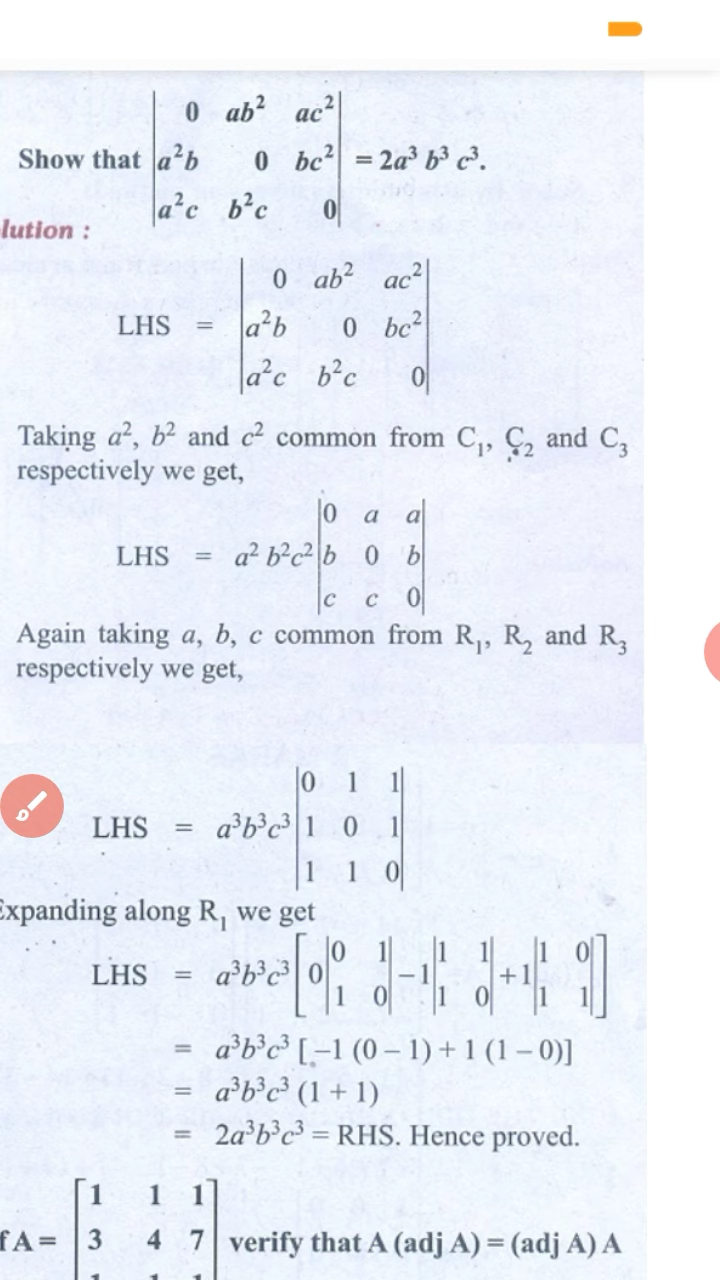 Show that | 0 ab² ac² |
| a²b 0 bc² | = 2a³ b³ c³.
| a²c b²c 0 |
lution :
LHS = | 0 ab² ac² |
| a²b 0 bc² |
| a²c b²c 0 |
Taking a², b² and c² common from C₁, C₂ and C₃
respectively we get,
LHS = a² b²c² | 0 a a |
| b 0 b |
| c c 0 |
Again taking a, b, c common from R₁, R₂ and R₃
respectively we get,
LHS = a³b³c³ | 0 1 1 |
| 1 0 1 |
| 1 1 0 |
Expanding along R₁ we get
LHS = a³b³c³ [ 0 | 0 1 | −1 | 1 1 | +1 | 1 0 | ]
| 1 0 | | 1 0 | | 1 1 |
= a³b³c³ [−1 (0 − 1) + 1 (1 − 0)]
= a³b³c³ (1 + 1)
= 2a³b³c³ = RHS. Hence proved.
f A = [ 1 1 1 ]
[ 3 4 7 ] verify that A (adj A) = (adj A) A